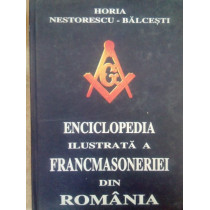 HORIA
NESTORESCU - BĂLCEȘTI
G
ENCICLOPEDIA
ILUSTRATĂ A
FRANCMASONERIEI
DIN
ROMÂNIA